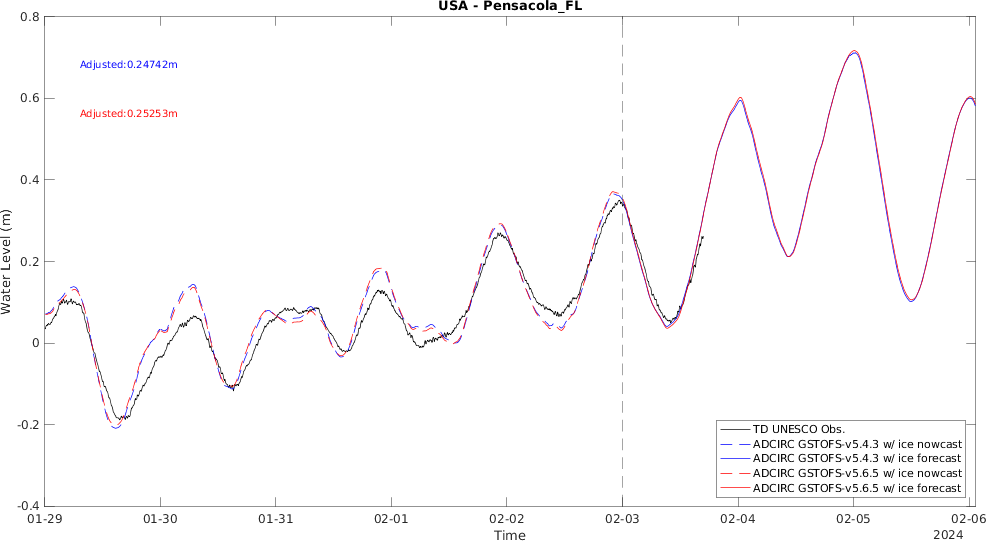 USA - Pensacola_FL
0.8
Adjusted:0.24742m
0.6
Adjusted:0.25253m
0.4
0.2
0
-0.2
-0.4
Water Level (m)
TD UNESCO Obs.
ADCIRC GSTOFS-v5.4.3 w/ ice nowcast
ADCIRC GSTOFS-v5.4.3 w/ ice forecast
ADCIRC GSTOFS-v5.6.5 w/ ice nowcast
ADCIRC GSTOFS-v5.6.5 w/ ice forecast
01-29 01-30 01-31 02-01 02-02 02-03 02-04 02-05 02-06
Time
2024